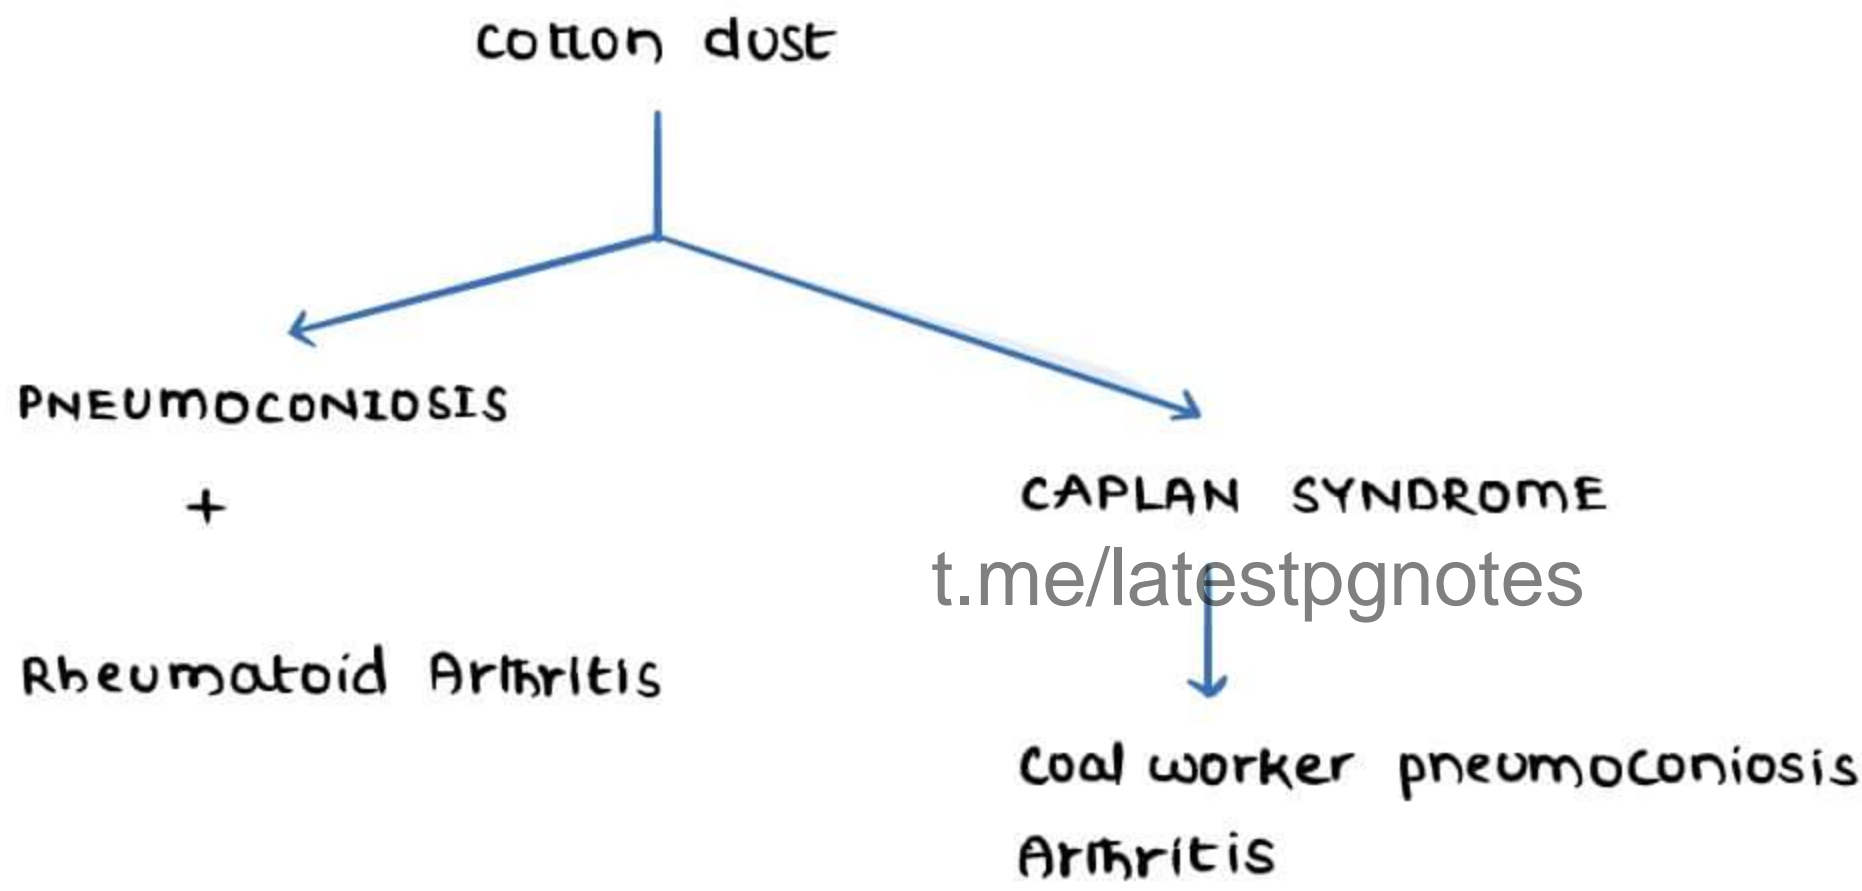 Cotton dust
PNEUMOCONIOSIS
+
Rheumatoid Arthritis
CAPLAN SYNDROME
t.me/latestpgnotes
Coal worker pneumoconiosis
Arthritis